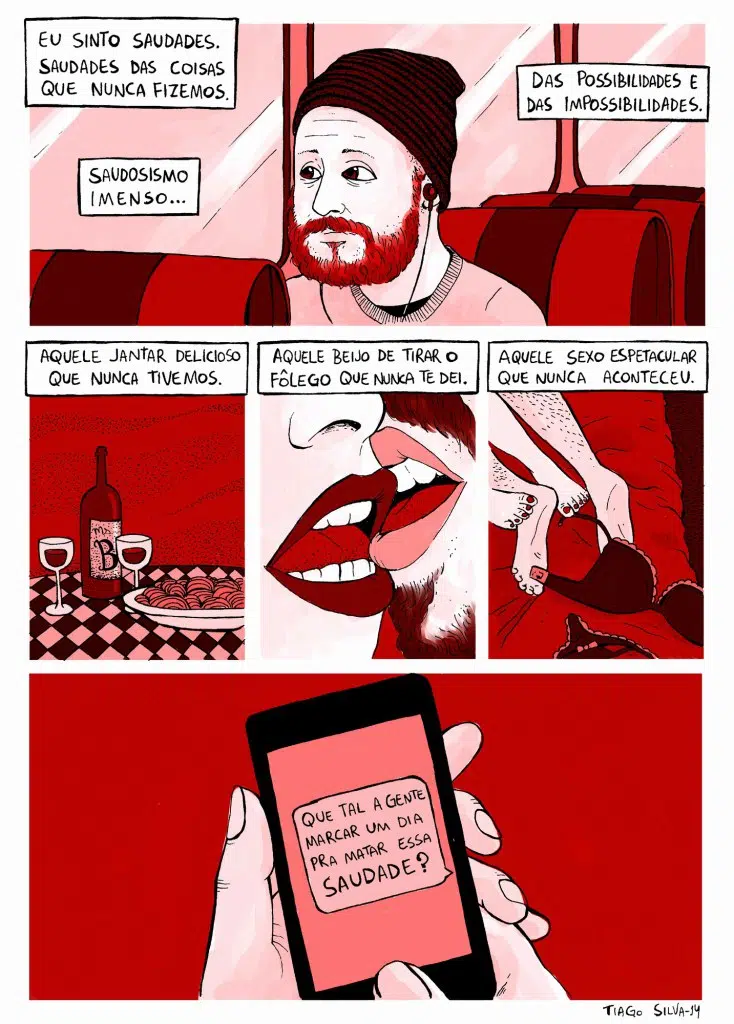 EU SINTO SAUDADES.
SAUDADES DAS COISAS
QUE NUNCA FIZEMOS.
DAS POSSIBILIDADES E
DAS IMPOSSIBILIDADES.
SAUDOSISMO
IMENSO...
AQUELE JANTAR DELICIOSO
QUE NUNCA TIVEMOS.
AQUELE BEIJO DE TIRAR O
FÔLEGO QUE NUNCA TE DEI.
AQUELE SEXO ESPETACULAR
QUE NUNCA ACONTECEU.
B
QUE TAL A GENTE
MARCAR UM DIA
PRA MATAR ESSA
SAUDADE?
TIAGO SILVA-14